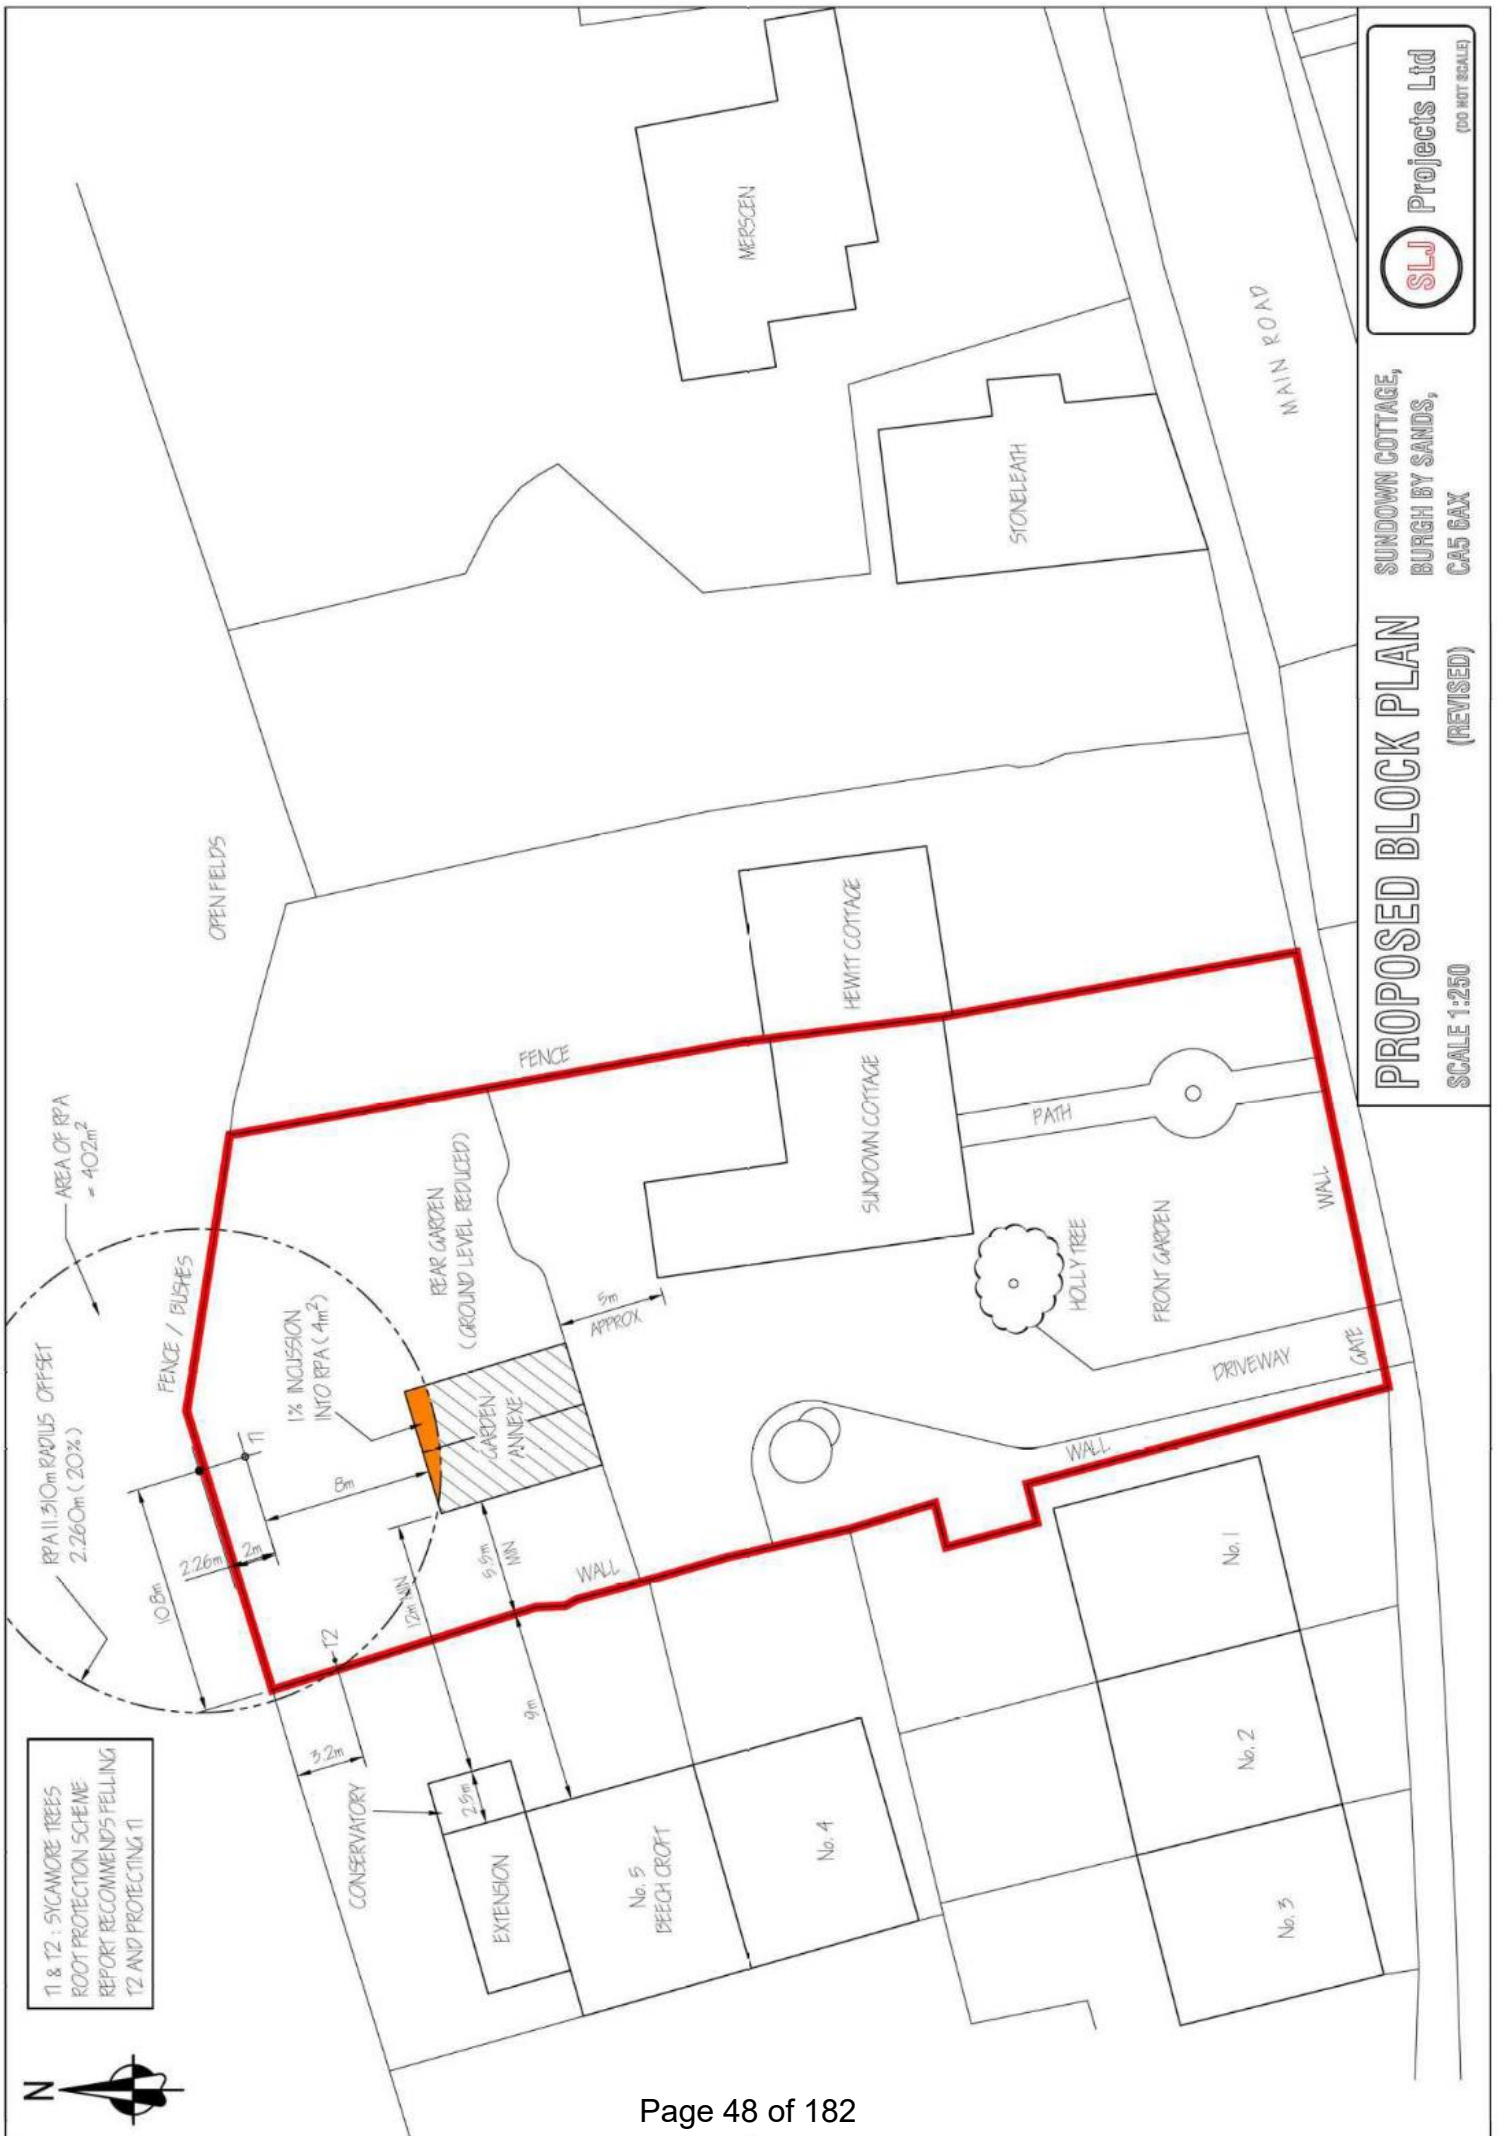 N
T1 & T2 : SYCAMORE TREES
ROOT PROTECTION SCHEME
REPORT RECOMMENDS FELLING
T2 AND PROTECTING T1
RPA 11.310m RADIUS OFFSET
2.260m (20%)
AREA OF RPA
= 402m²
OPEN FIELDS
FENCE / BUSHES
10.8m
2.26m
2m
T1
T2
3.2m
8m
1% INCUSSION
INTO RPA (4m²)
REAR GARDEN
(GROUND LEVEL REDUCED)
FENCE
12m MIN
5.5m
MIN
9m
2.5m
GARDEN
ANNEXE
5m
APPROX
CONSERVATORY
EXTENSION
No. 5
BEECH CROFT
No. 4
WALL
SUNDOWN COTTAGE
HEWITT COTTAGE
MERSCEN
STONELEATH
HOLLY TREE
FRONT GARDEN
PATH
DRIVEWAY
GATE
WALL
WALL
No. 1
No. 2
No. 3
MAIN ROAD
PROPOSED BLOCK PLAN
SCALE 1:250
(REVISED)
SUNDOWN COTTAGE,
BURGH BY SANDS,
CA5 6AX
SLJ Projects Ltd
(DO NOT SCALE)
Page 48 of 182